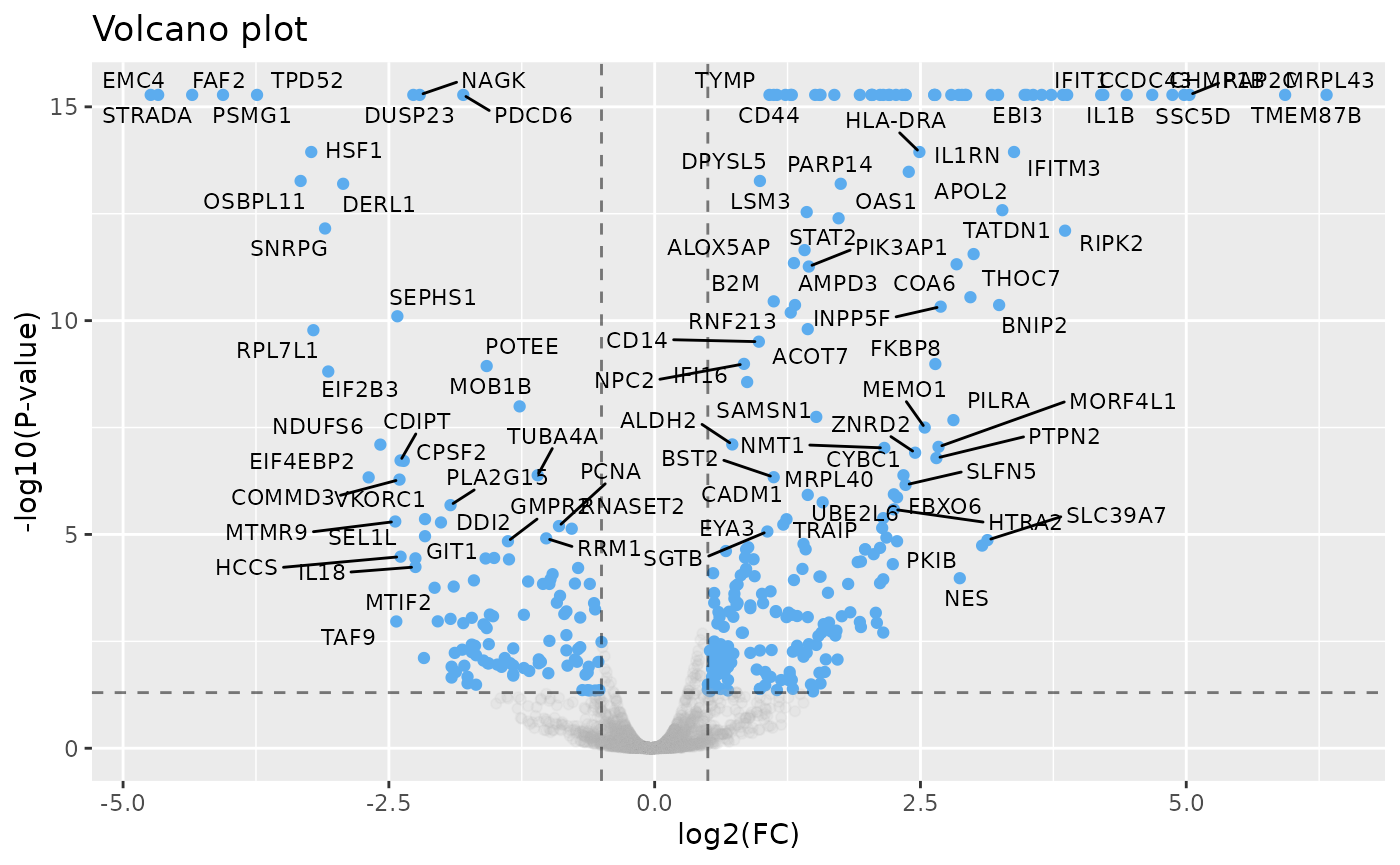 Volcano plot
EMC4
FAF2
TPD52
NAGK
TYMP
IFIT1
CCDC43
CHMP1B
RAP2C
MRPL43
STRADA
PSMG1
DUSP23
PDCD6
CD44
HLA-DRA
EBI3
IL1B
SSC5D
TMEM87B
HSF1
DPYSL5
PARP14
IL1RN
IFITM3
OSBPL11
DERL1
LSM3
OAS1
APOL2
SNRPG
ALOX5AP
STAT2
PIK3AP1
TATDN1
RIPK2
SEPHS1
B2M
AMPD3
COA6
THOC7
RNF213
INPP5F
BNIP2
RPL7L1
POTEE
CD14
ACOT7
FKBP8
EIF2B3
MOB1B
NPC2
IFI16
MEMO1
PILRA
MORF4L1
NDUFS6
CDIPT
TUBA4A
ALDH2
SAMSN1
ZNRD2
PTPN2
EIF4EBP2
CPSF2
NMT1
CYBC1
BST2
SLFN5
COMMD3
VKORC1
PLA2G15
PCNA
MRPL40
CADM1
GMPR2
RNASET2
UBE2L6
FBXO6
HTRA2
SLC39A7
MTMR9
SEL1L
DDI2
EYA3
TRAIP
HCCS
IL18
GIT1
RRM1
SGTB
PKIB
MTIF2
NES
TAF9
15
10
5
0
-5.0
-2.5
0.0
2.5
5.0
log2(FC)
-log10(P-value)